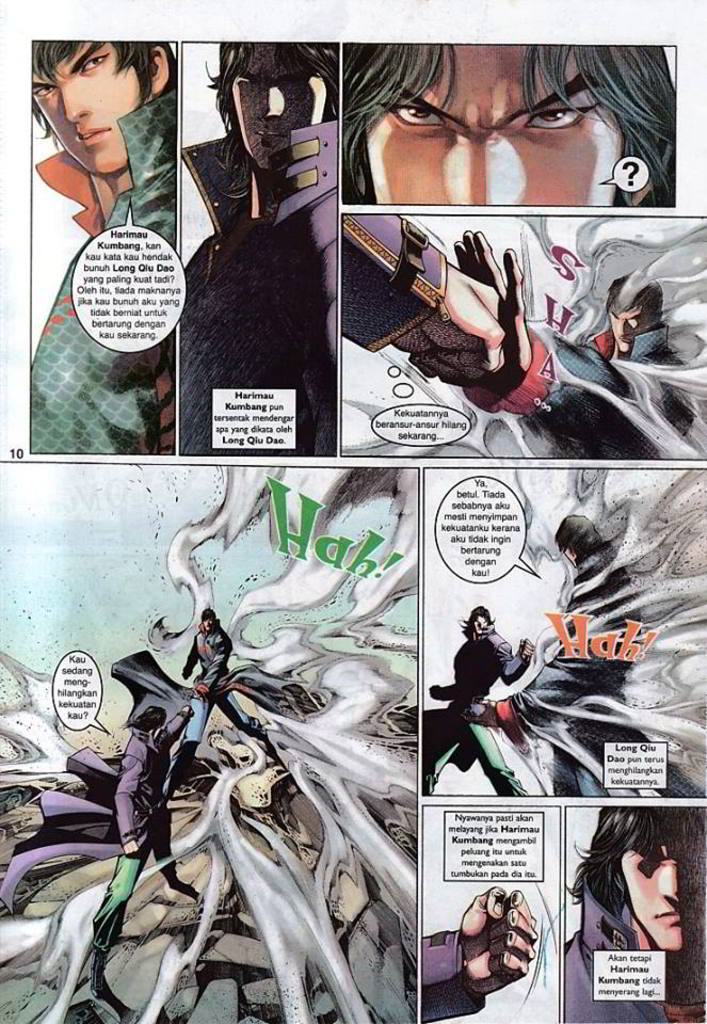 Harimau
Kumbang, kan
kau kata kau hendak
bunuh Long Qiu Dao
yang paling kuat tadi?
Oleh itu, tiada maknanya
jika kau bunuh aku yang
tidak berniat untuk
bertarung dengan
kau sekarang.
Harimau
Kumbang pun
tersentak mendengar
apa yang dikata oleh
Long Qiu Dao.
?
SHA
Kekuatannya
beransur-ansur hilang
sekarang...
10
Hah!
Kau
sedang
meng-
hilangkan
kekuatan
kau?
Ya,
betul. Tiada
sebabnya aku
mesti menyimpan
kekuatanku kerana
aku tidak ingin
bertarung dengan
kau!
Hah!
Long Qiu
Dao pun terus
menghilangkan
kekuatannya.
Nyawanya pasti akan
melayang jika Harimau
Kumbang mengambil
peluang itu untuk
mengenakan satu
tumbukan pada dia itu.
Akan tetapi
Harimau
Kumbang tidak
menyerang lagi...